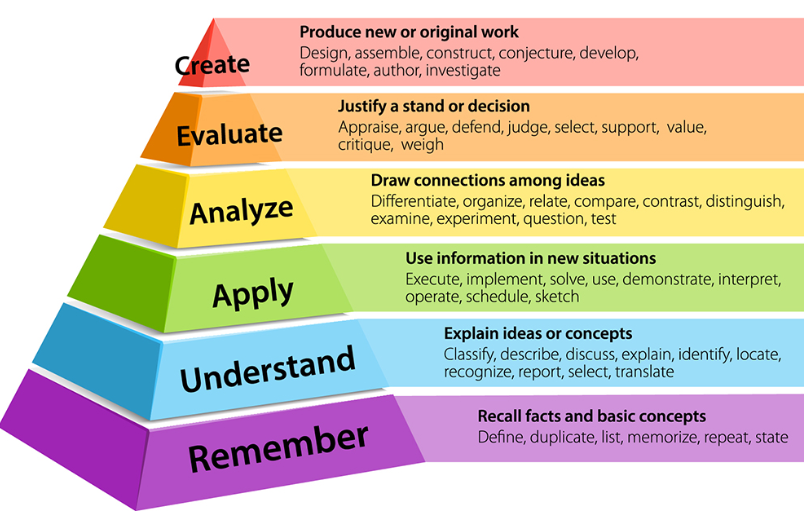 Create
Produce new or original work
Design, assemble, construct, conjecture, develop,
formulate, author, investigate
Evaluate
Justify a stand or decision
Appraise, argue, defend, judge, select, support, value,
critique, weigh
Analyze
Draw connections among ideas
Differentiate, organize, relate, compare, contrast, distinguish,
examine, experiment, question, test
Apply
Use information in new situations
Execute, implement, solve, use, demonstrate, interpret,
operate, schedule, sketch
Understand
Explain ideas or concepts
Classify, describe, discuss, explain, identify, locate,
recognize, report, select, translate
Remember
Recall facts and basic concepts
Define, duplicate, list, memorize, repeat, state